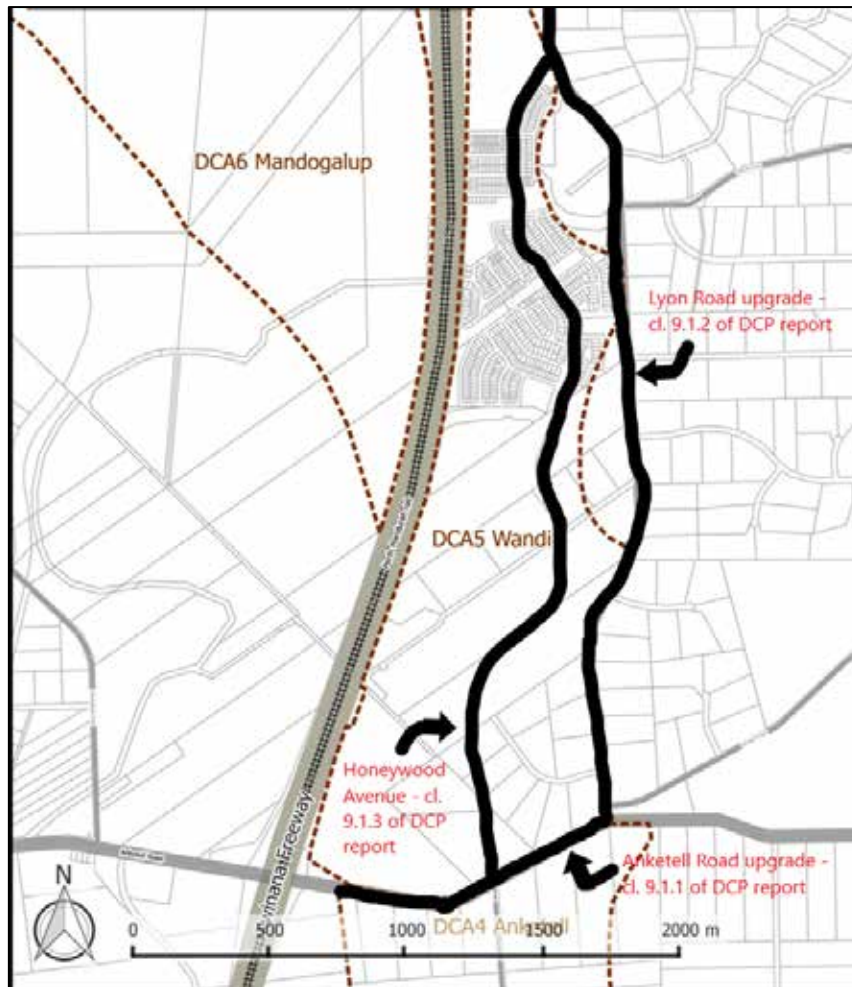 DCA6 Mandogalup
Lyon Road upgrade -
cl. 9.1.2 of DCP report
DCA5 Wandi
Honeywood
Avenue - cl.
9.1.3 of DCP
report
Freeway
Anketell Road upgrade -
cl. 9.1.1 of DCP report
N
DCA4 Anketell
0 500 1000 1500 2000 m